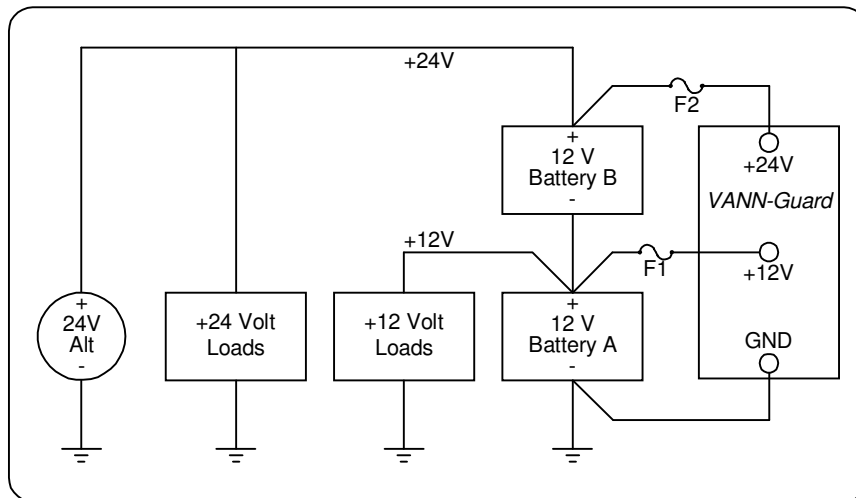 +24V
F2
+
12 V
Battery B
-
+24V
VANN-Guard
+12V
F1
+12V
+
24V
Alt
-
+24 Volt
Loads
+12 Volt
Loads
+
12 V
Battery A
-
GND